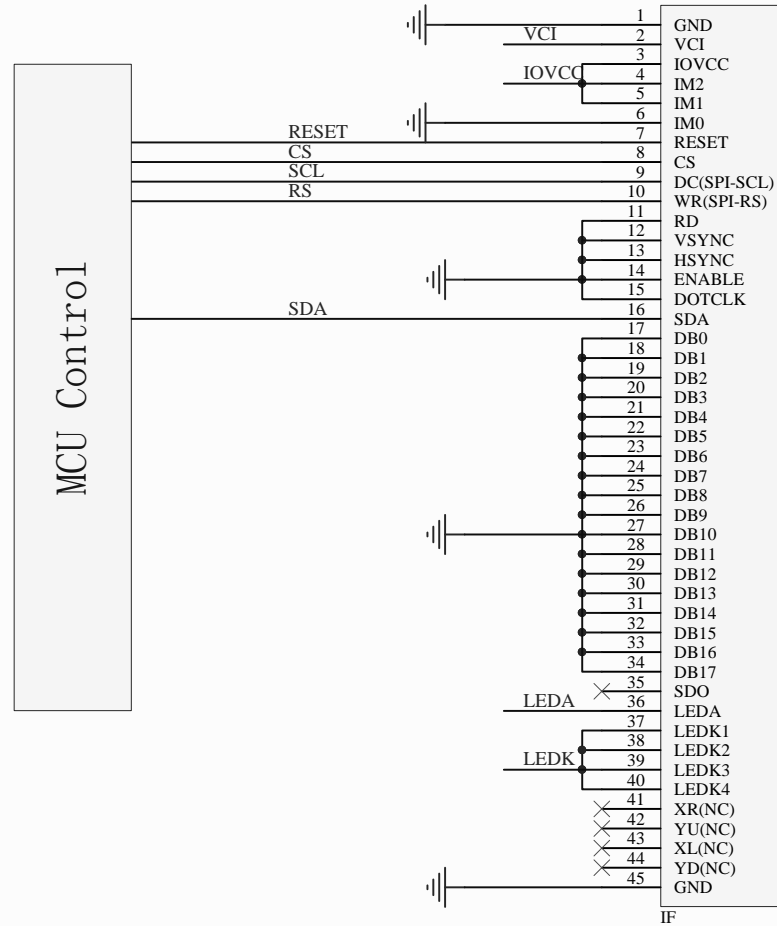 1 GND
VCI 2 VCI
3 IOVCC
IOVCC 4 IM2
5 IM1
6 IM0
RESET 7 RESET
CS 8 CS
SCL 9 DC(SPI-SCL)
RS 10 WR(SPI-RS)
11 RD
12 VSYNC
13 HSYNC
14 ENABLE
15 DOTCLK
SDA 16 SDA
17 DB0
18 DB1
19 DB2
20 DB3
21 DB4
22 DB5
23 DB6
24 DB7
25 DB8
26 DB9
27 DB10
28 DB11
29 DB12
30 DB13
31 DB14
32 DB15
33 DB16
34 DB17
35 SDO
LEDA 36 LEDA
37 LEDK1
38 LEDK2
LEDK 39 LEDK3
40 LEDK4
41 XR(NC)
42 YU(NC)
43 XL(NC)
44 YD(NC)
45 GND
IF
MCU Control